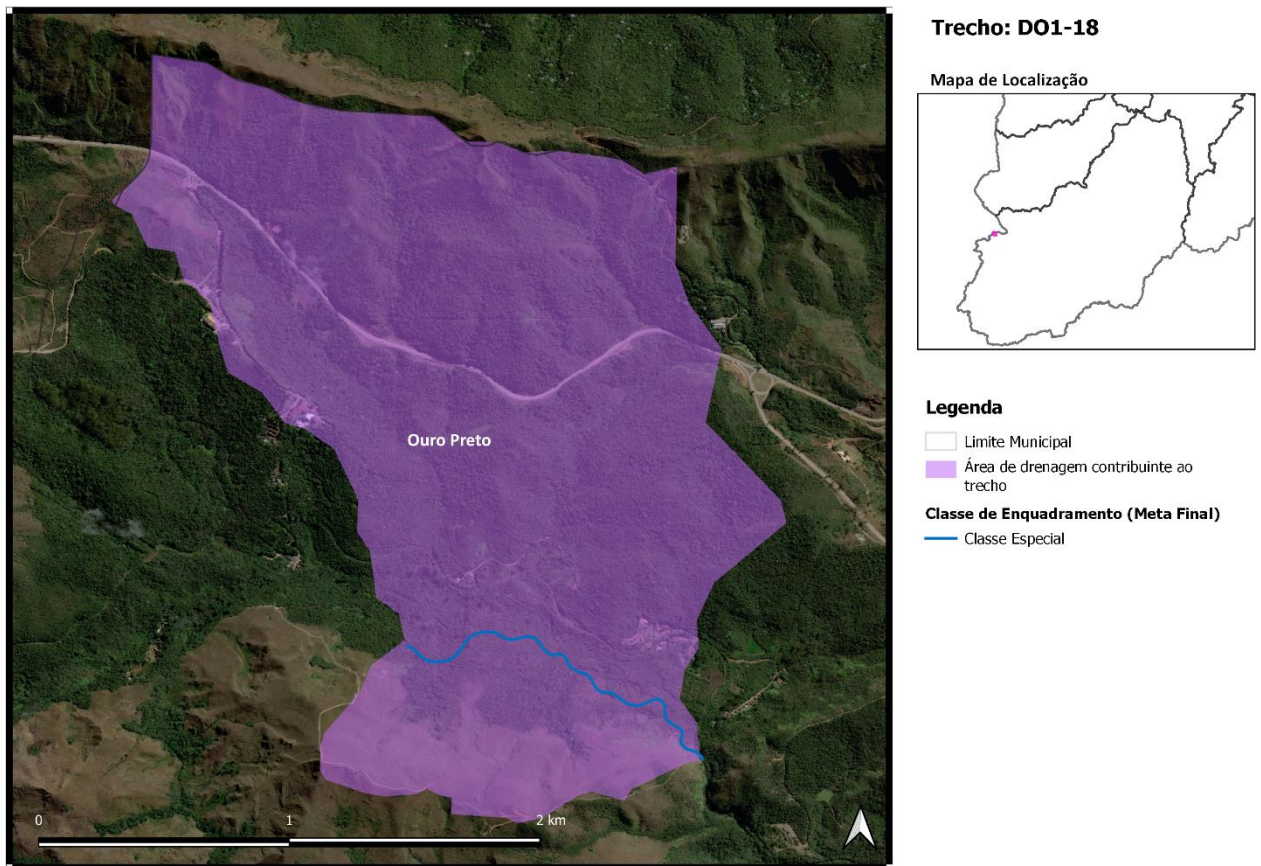 Trecho: DO1-18
Mapa de Localização
Ouro Preto
Legenda
Limite Municipal
Área de drenagem contribuinte ao
trecho
Classe de Enquadramento (Meta Final)
Classe Especial
0 1 2 km